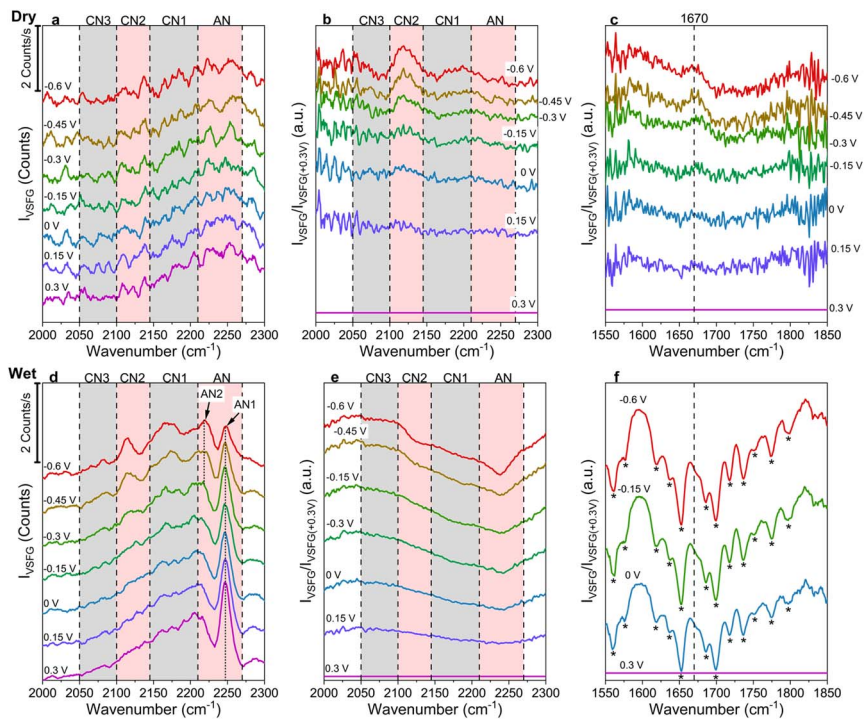 Dry
a
CN3 CN2 CN1 AN
2 Counts/s
-0.6 V
-0.45 V
-0.3 V
-0.15 V
0 V
0.15 V
0.3 V
I_VSFG (Counts)
2000 2050 2100 2150 2200 2250 2300
Wavenumber (cm⁻¹)
b
CN3 CN2 CN1 AN
-0.6 V
-0.45 V
-0.3 V
-0.15 V
0 V
0.15 V
0.3 V
I_VSFG/I_VSFG(+0.3V) (a.u.)
2000 2050 2100 2150 2200 2250 2300
Wavenumber (cm⁻¹)
c
1670
-0.6 V
-0.45 V
-0.3 V
-0.15 V
0 V
0.15 V
0.3 V
I_VSFG/I_VSFG(+0.3V) (a.u.)
1550 1600 1650 1700 1750 1800 1850
Wavenumber (cm⁻¹)
Wet
d
CN3 CN2 CN1 AN
2 Counts/s
AN2
AN1
-0.6 V
-0.45 V
-0.3 V
-0.15 V
0 V
0.15 V
0.3 V
I_VSFG (Counts)
2000 2050 2100 2150 2200 2250 2300
Wavenumber (cm⁻¹)
e
CN3 CN2 CN1 AN
-0.6 V
-0.45 V
-0.15 V
-0.3 V
0 V
0.15 V
0.3 V
I_VSFG/I_VSFG(+0.3V) (a.u.)
2000 2050 2100 2150 2200 2250 2300
Wavenumber (cm⁻¹)
f
-0.6 V
* * * * * * * * * * *
-0.15 V
* * * * * * * * * * *
0 V
* * * * * * * * * *
0.3 V
*
I_VSFG/I_VSFG(+0.3V) (a.u.)
1550 1600 1650 1700 1750 1800 1850
Wavenumber (cm⁻¹)